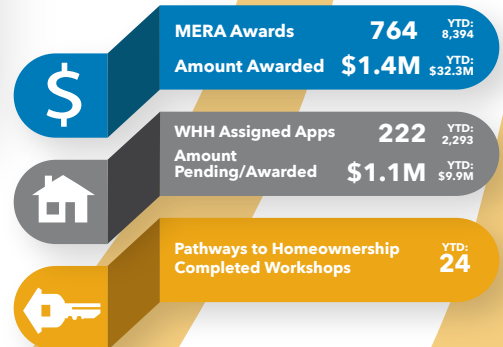 MERA Awards 764 YTD: 8,394
Amount Awarded $1.4M YTD: $32.3M
WHH Assigned Apps 222 YTD: 2,293
Amount
Pending/Awarded $1.1M YTD: $9.9M
Pathways to Homeownership
Completed Workshops
YTD:
24